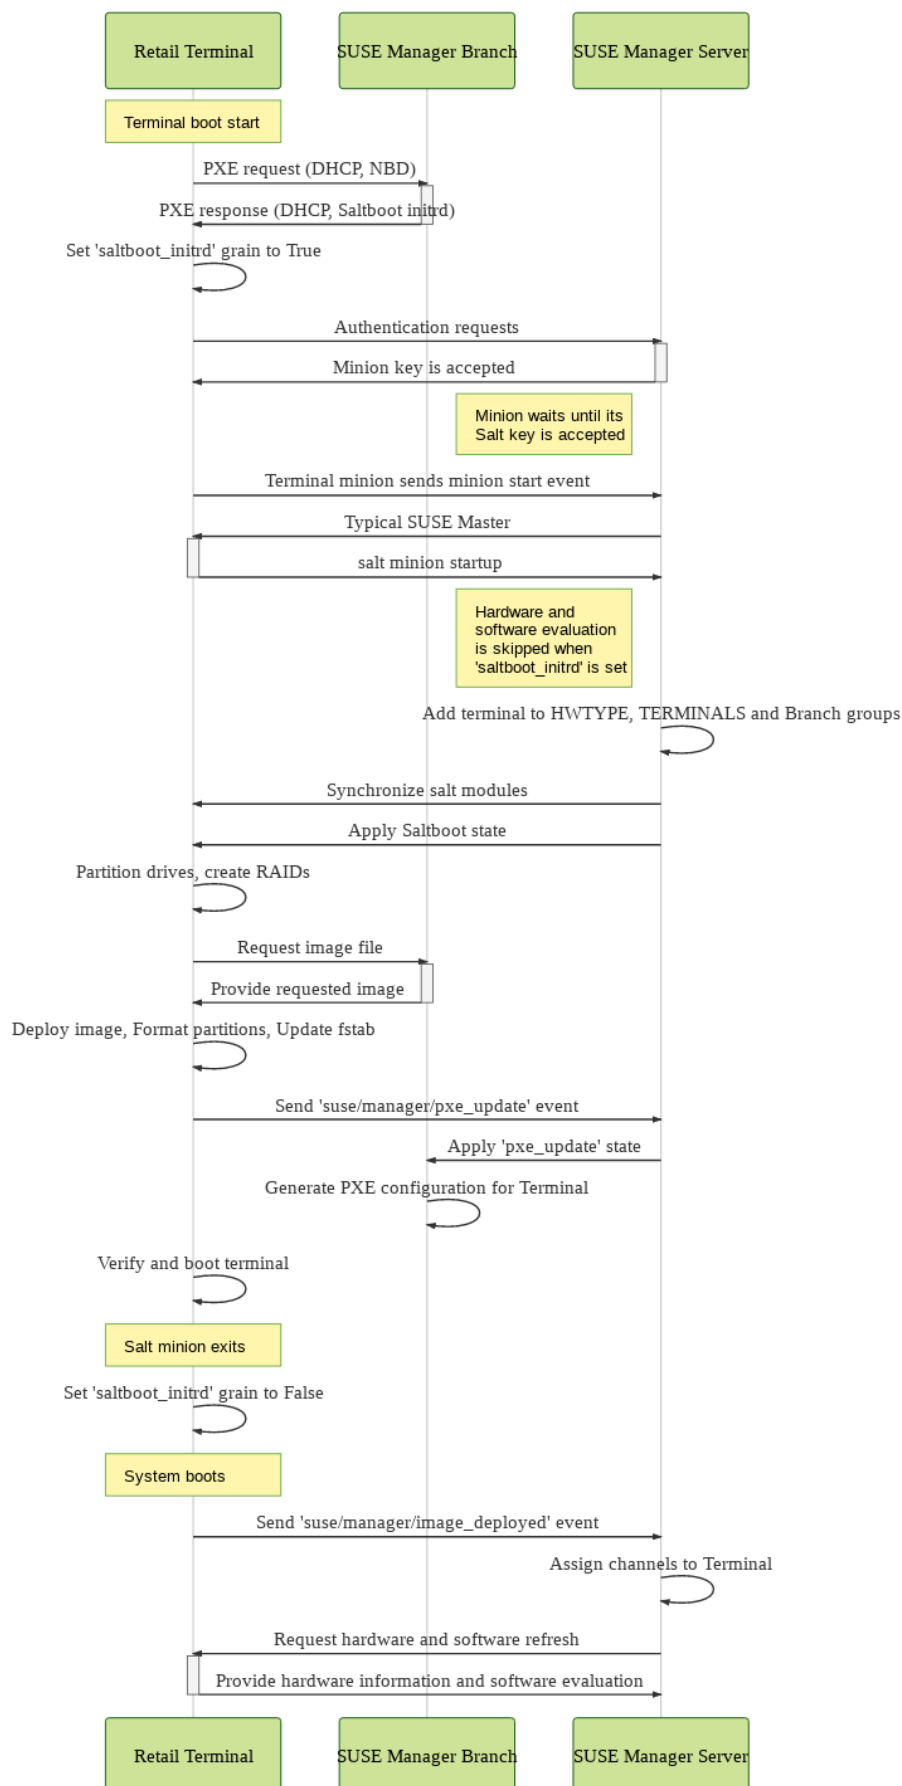 Retail Terminal
SUSE Manager Branch
SUSE Manager Server
Terminal boot start
PXE request (DHCP, NBD)
PXE response (DHCP, Saltboot initrd)
Set 'saltboot_initrd' grain to True
Authentication requests
Minion key is accepted
Minion waits until its
Salt key is accepted
Terminal minion sends minion start event
Typical SUSE Master
salt minion startup
Hardware and
software evaluation
is skipped when
'saltboot_initrd' is set
Add terminal to HWTYPE, TERMINALS and Branch groups
Synchronize salt modules
Apply Saltboot state
Partition drives, create RAIDs
Request image file
Provide requested image
Deploy image, Format partitions, Update fstab
Send 'suse/manager/pxe_update' event
Apply 'pxe_update' state
Generate PXE configuration for Terminal
Verify and boot terminal
Salt minion exits
Set 'saltboot_initrd' grain to False
System boots
Send 'suse/manager/image_deployed' event
Assign channels to Terminal
Request hardware and software refresh
Provide hardware information and software evaluation
Retail Terminal
SUSE Manager Branch
SUSE Manager Server